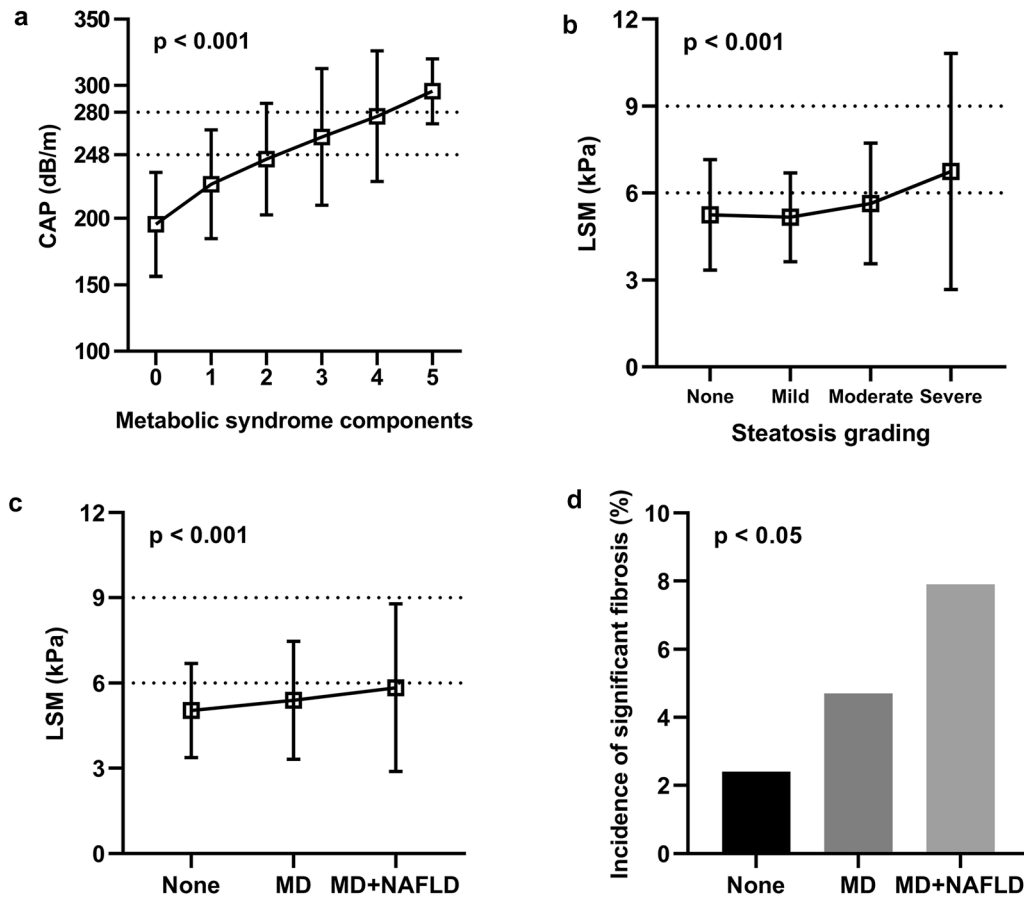 a
350
300
280
248
200
150
100
CAP (dB/m)
p < 0.001
0 1 2 3 4 5
Metabolic syndrome components
b
12
9
6
3
0
LSM (kPa)
p < 0.001
None Mild Moderate Severe
Steatosis grading
c
12
9
6
3
0
LSM (kPa)
p < 0.001
None MD MD+NAFLD
d
10
8
6
4
2
0
Incidence of significant fibrosis (%)
p < 0.05
None MD MD+NAFLD